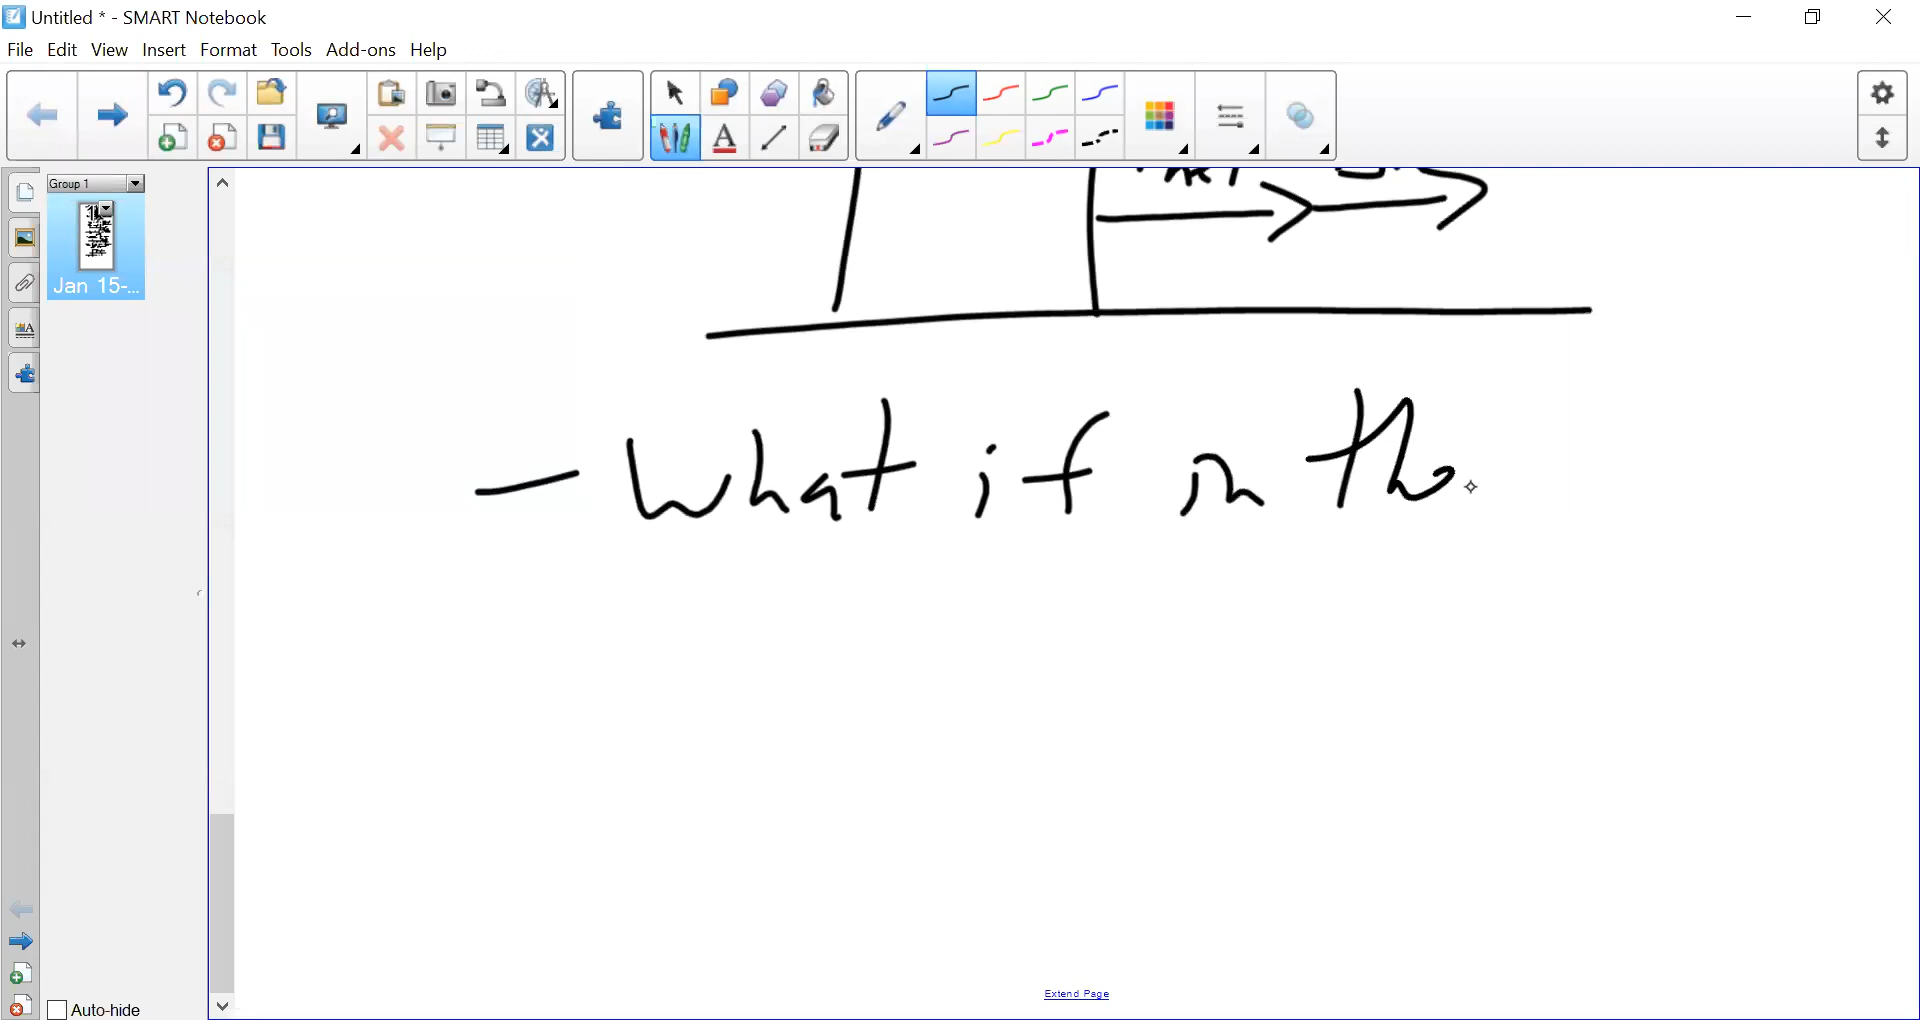 Untitled * - SMART Notebook
File Edit View Insert Format Tools Add-ons Help
Group 1
Jan 15-...
- What if in the
Extend Page
Auto-hide